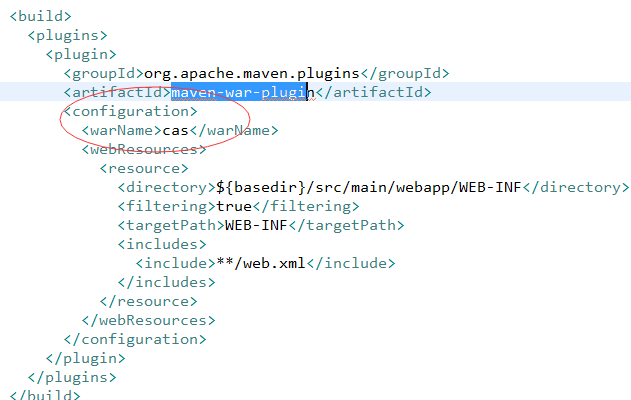 <build>
<plugins>
<plugin>
<groupId>org.apache.maven.plugins</groupId>
<artifactId>maven-war-plugin</artifactId>
<configuration>
<warName>cas</warName>
<webResources>
<resource>
<directory>${basedir}/src/main/webapp/WEB-INF</directory>
<filtering>true</filtering>
<targetPath>WEB-INF</targetPath>
<includes>
<include>**/web.xml</include>
</includes>
</resource>
</webResources>
</configuration>
</plugin>
</plugins>
</build>